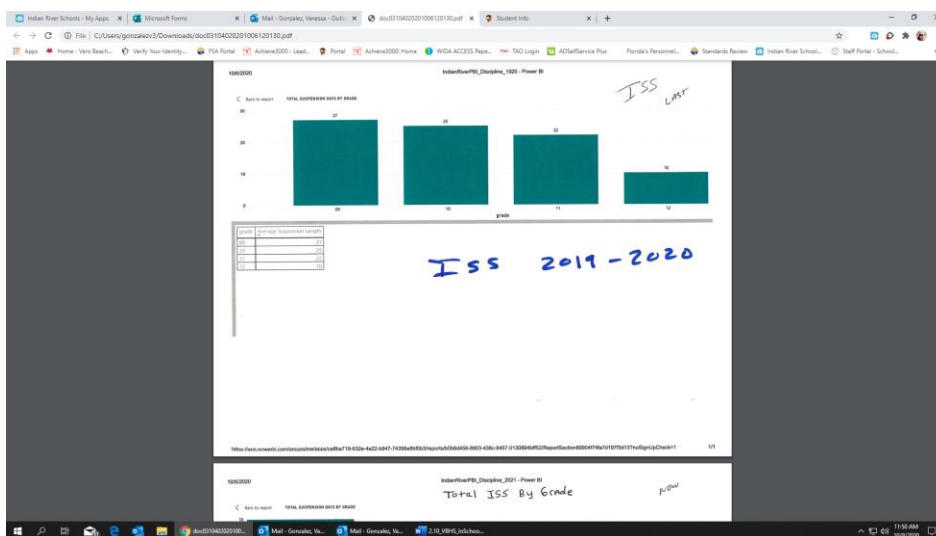 Indian River Schools - My Apps
Microsoft Forms
Mail - Gonzalez, Vanessa - Outlo
doc03104020201006120130.pdf
Student Info
File | C:/Users/gonzalezv3/Downloads/doc03104020201006120130.pdf
Apps
Home - Vero Beach...
Verify Your Identity...
FSA Portal
Achieve3000 - Lead...
Portal
Achieve3000: Home
WIDA ACCESS Pape...
TAO Login
ADSelfService Plus
Florida's Personnel...
Standards Review
Indian River School...
Staff Portal - School...
10/6/2020
IndianRiverPBI_Discipline_1920 - Power BI
ISS
LAST
Back to report
TOTAL SUSPENSION DAYS BY GRADE
30
20
10
0
27
25
22
10
09
10
11
12
grade
grade Average Suspension Length
09 27
10 25
11 22
12 10
ISS 2019-2020
1/1
10/6/2020
IndianRiverPBI_Discipline_2021 - Power BI
Total ISS By Grade
NOW
Back to report
TOTAL SUSPENSION DAYS BY GRADE
doc0310402020100...
Mail - Gonzalez, Va...
Mail - Gonzalez, Va...
2.10_VBHS_InSchoo...
11:50 AM